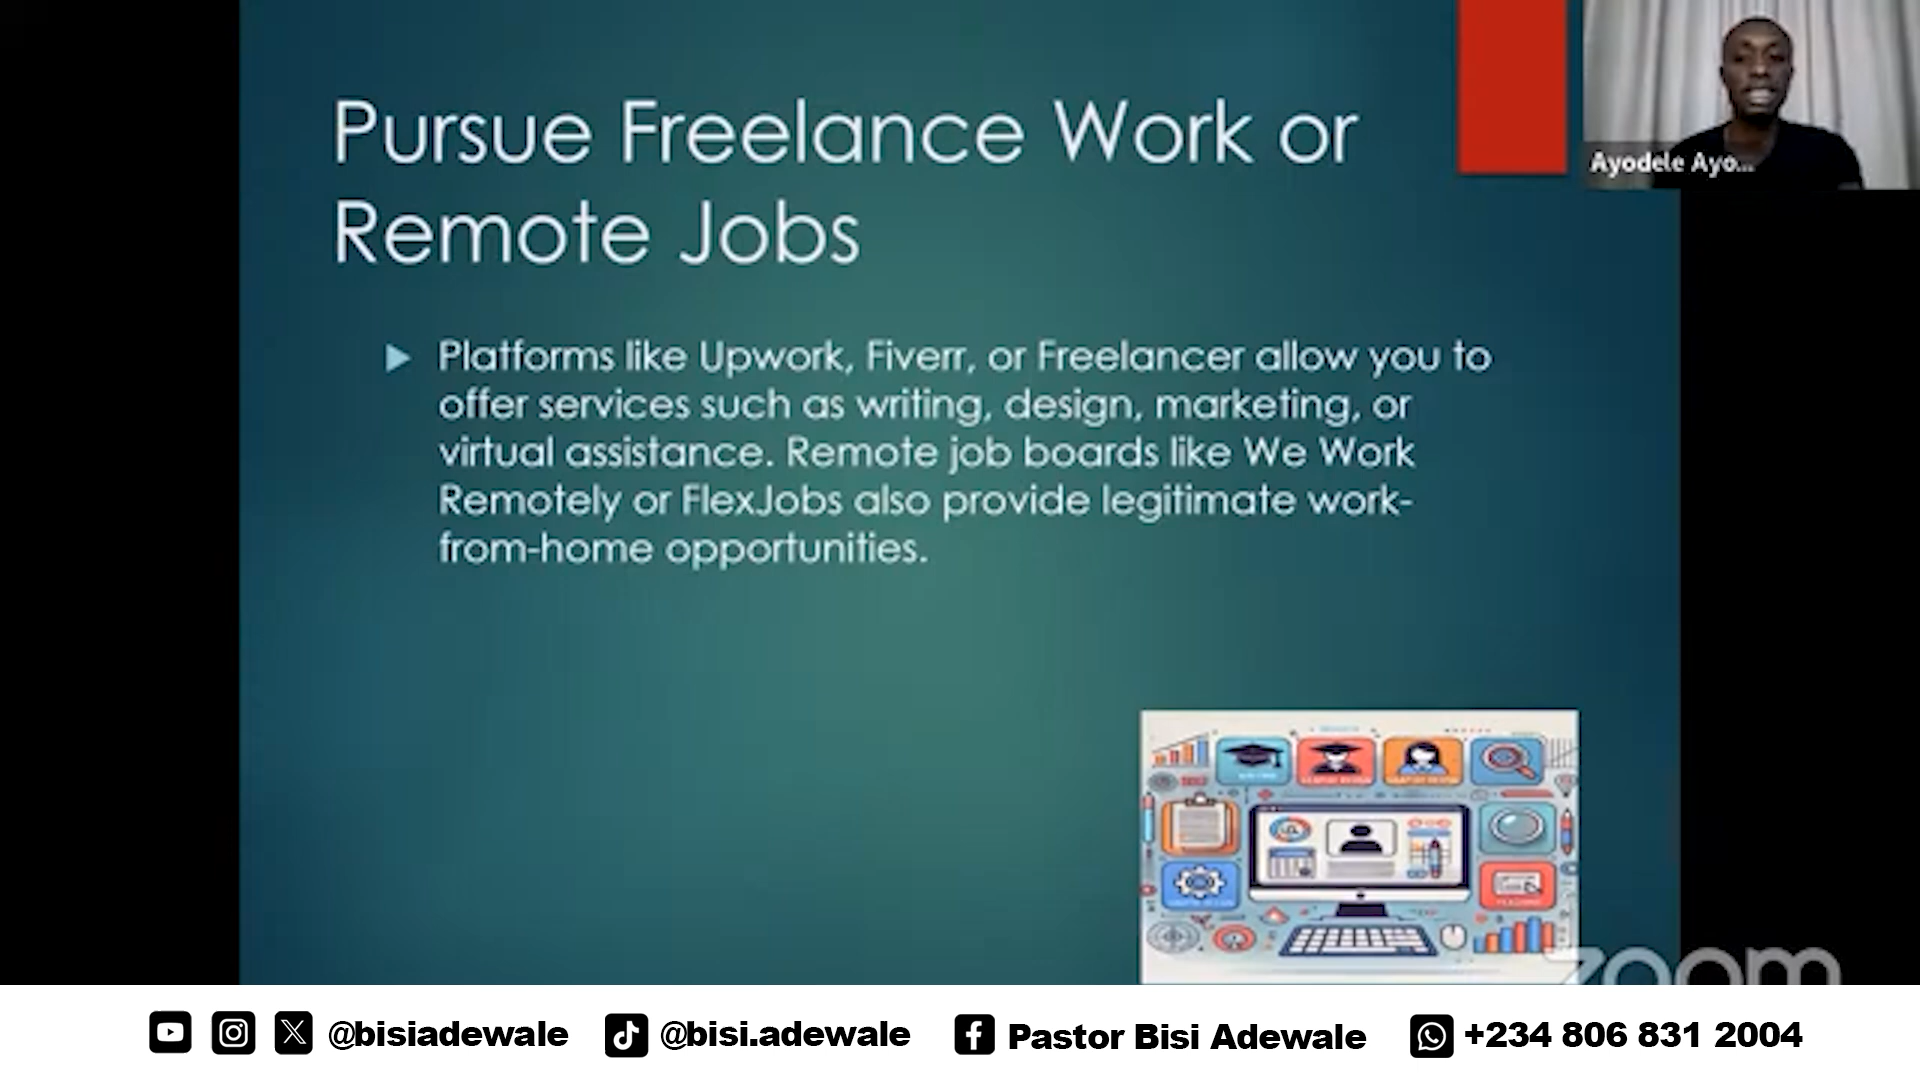 Pursue Freelance Work or
Remote Jobs
Ayodele Ayo...
Platforms like Upwork, Fiverr, or Freelancer allow you to
offer services such as writing, design, marketing, or
virtual assistance. Remote job boards like We Work
Remotely or FlexJobs also provide legitimate work-
from-home opportunities.
zoom
@bisiadewale @bisi.adewale Pastor Bisi Adewale +234 806 831 2004